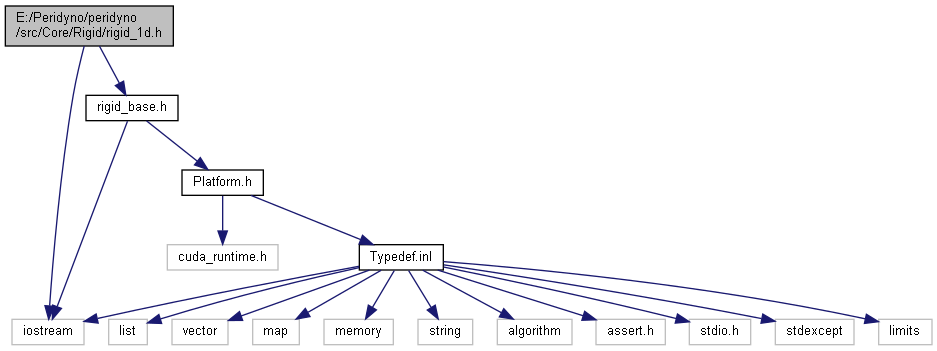 E:/Peridyno/peridyno
/src/Core/Rigid/rigid_1d.h
rigid_base.h
Platform.h
cuda_runtime.h
Typedef.inl
iostream
list
vector
map
memory
string
algorithm
assert.h
stdio.h
stdexcept
limits